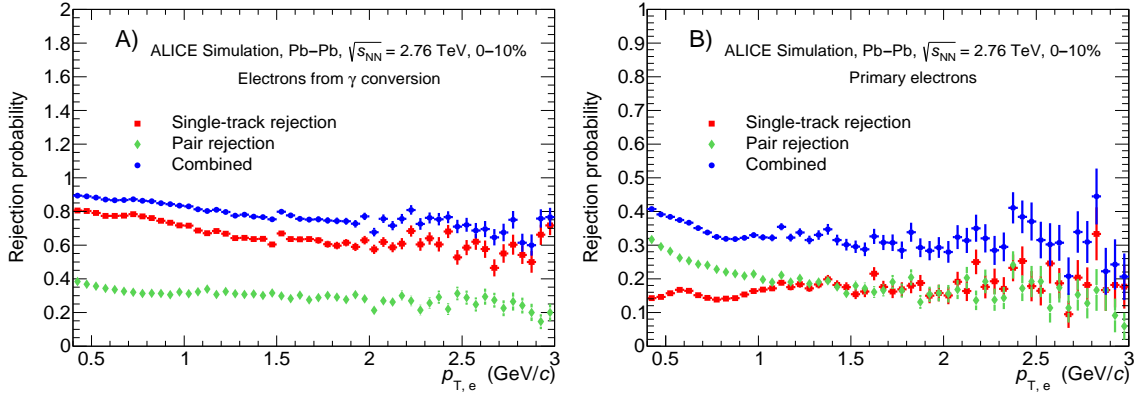 A)
ALICE Simulation, Pb−Pb, √s_NN = 2.76 TeV, 0−10%
Electrons from γ conversion
Single-track rejection
Pair rejection
Combined
Rejection probability
2
1.8
1.6
1.4
1.2
1
0.8
0.6
0.4
0.2
0
0.5 1 1.5 2 2.5 3
p_T, e (GeV/c)
B)
ALICE Simulation, Pb−Pb, √s_NN = 2.76 TeV, 0−10%
Primary electrons
Single-track rejection
Pair rejection
Combined
Rejection probability
1
0.9
0.8
0.7
0.6
0.5
0.4
0.3
0.2
0.1
0
0.5 1 1.5 2 2.5 3
p_T, e (GeV/c)